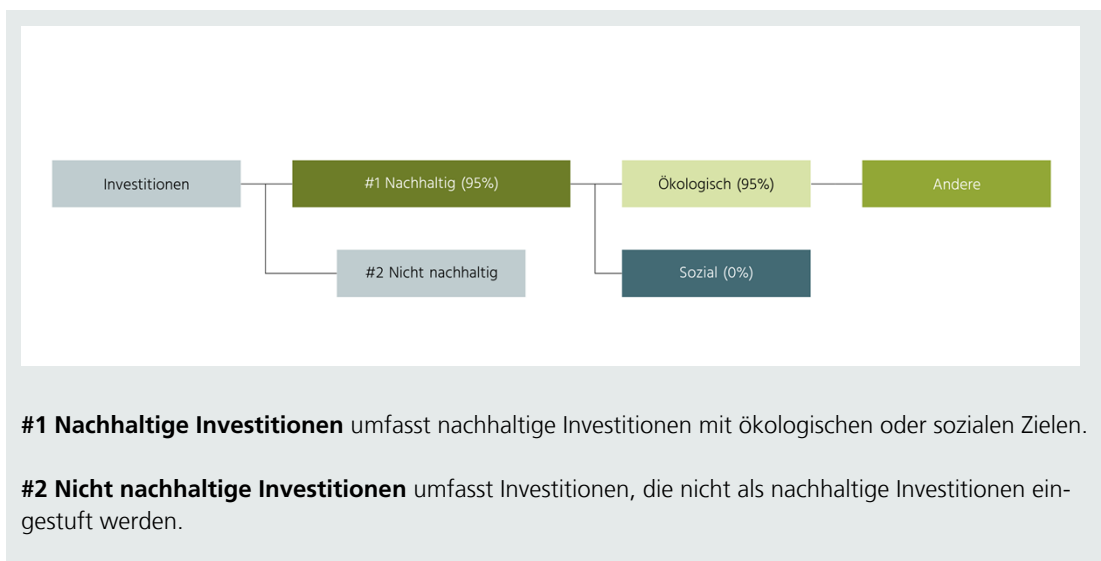 Investitionen
#1 Nachhaltig (95%)
Ökologisch (95%)
Andere
#2 Nicht nachhaltig
Sozial (0%)
#1 Nachhaltige Investitionen umfasst nachhaltige Investitionen mit ökologischen oder sozialen Zielen.
#2 Nicht nachhaltige Investitionen umfasst Investitionen, die nicht als nachhaltige Investitionen ein-
gestuft werden.